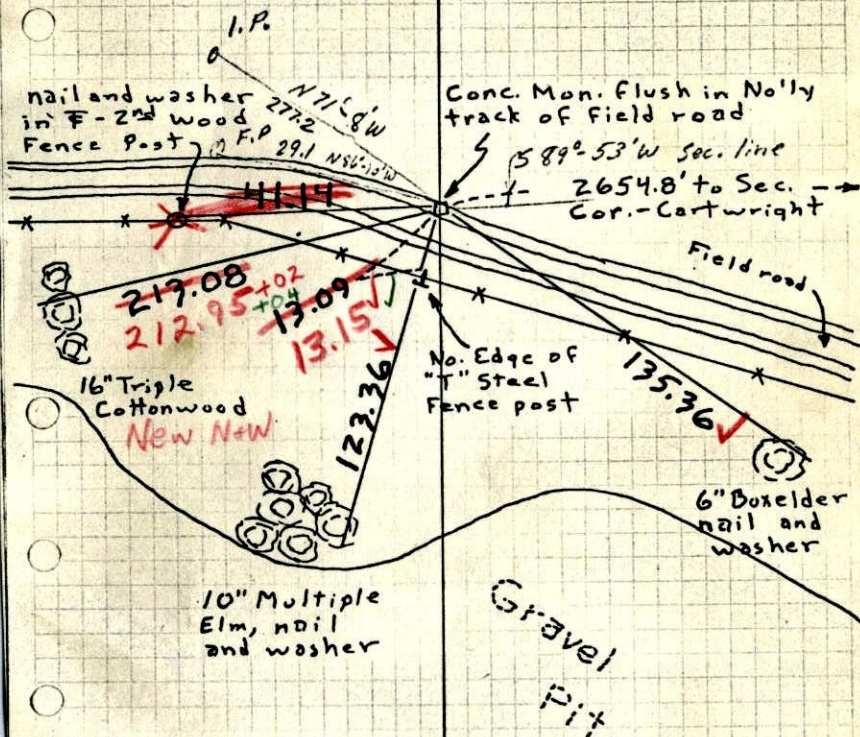 I.P.
N 71° 8' W
277.2
nail and washer
in F - 2nd wood
Fence Post
F.P
29.1
Conc. Mon. flush in No'ly
track of field road
S 89°-53'W Sec. line
2654.8' to Sec.
Cor.-Cartwright
41.14
Field road
213.08
212.95
+02
+04
13.09
13.15
No. Edge of
"T" Steel
Fence post
123.36
135.36
16" Triple
Cottonwood
New N&W
6" Boxelder
nail and
washer
10" Multiple
Elm, nail
and washer
Gravel
Pit